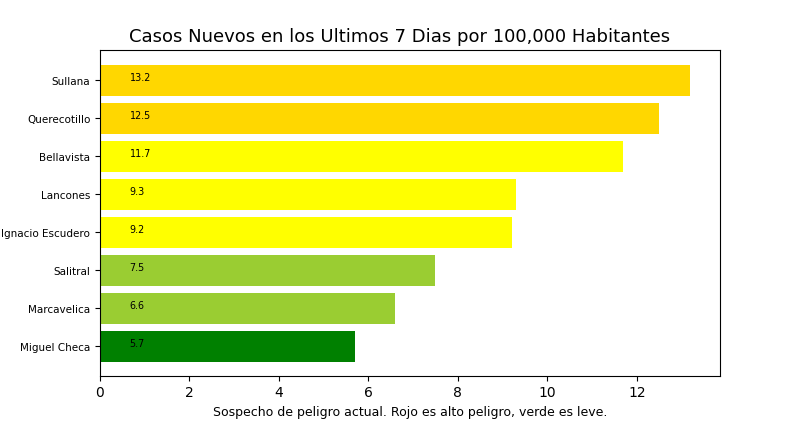 Casos Nuevos en los Ultimos 7 Dias por 100,000 Habitantes
Sullana 13.2
Querecotillo 12.5
Bellavista 11.7
Lancones 9.3
Ignacio Escudero 9.2
Salitral 7.5
Marcavelica 6.6
Miguel Checa 5.7
0 2 4 6 8 10 12
Sospecho de peligro actual. Rojo es alto peligro, verde es leve.